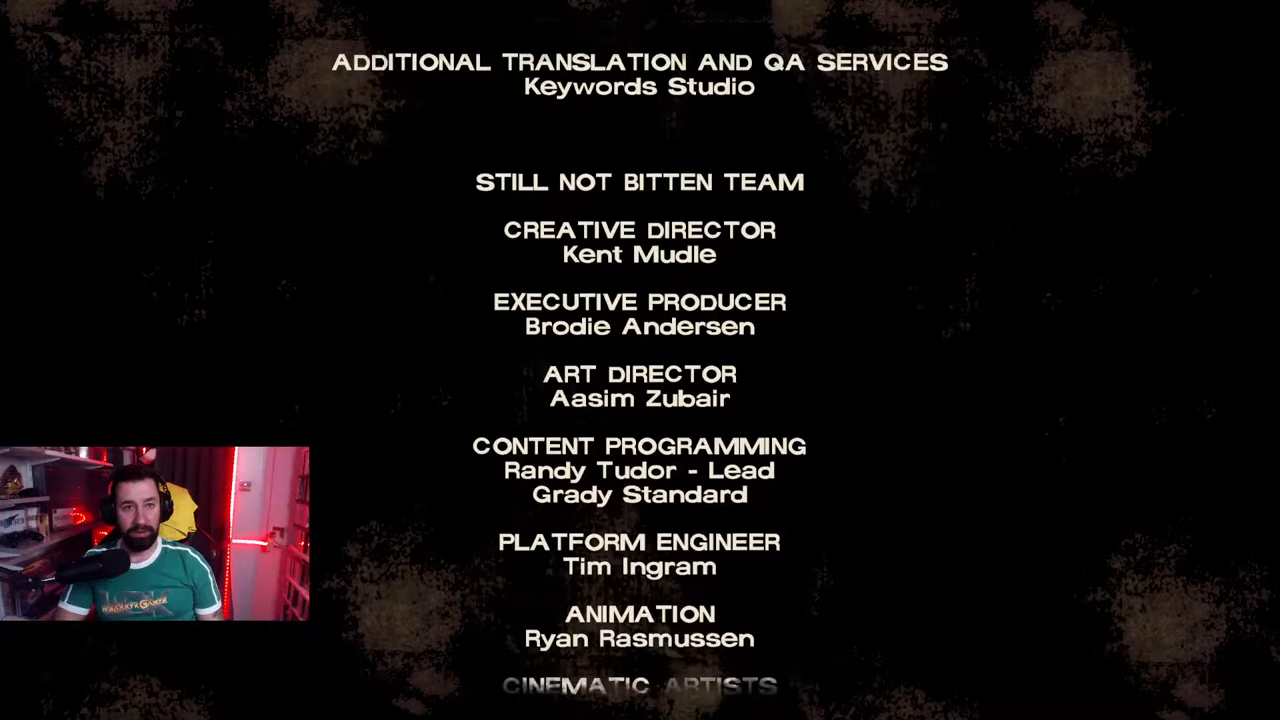 ADDITIONAL TRANSLATION AND QA SERVICES
Keywords Studio
STILL NOT BITTEN TEAM
CREATIVE DIRECTOR
Kent Mudle
EXECUTIVE PRODUCER
Brodie Andersen
ART DIRECTOR
Aasim Zubair
CONTENT PROGRAMMING
Randy Tudor - Lead
Grady Standard
PLATFORM ENGINEER
Tim Ingram
ANIMATION
Ryan Rasmussen
CINEMATIC ARTISTS